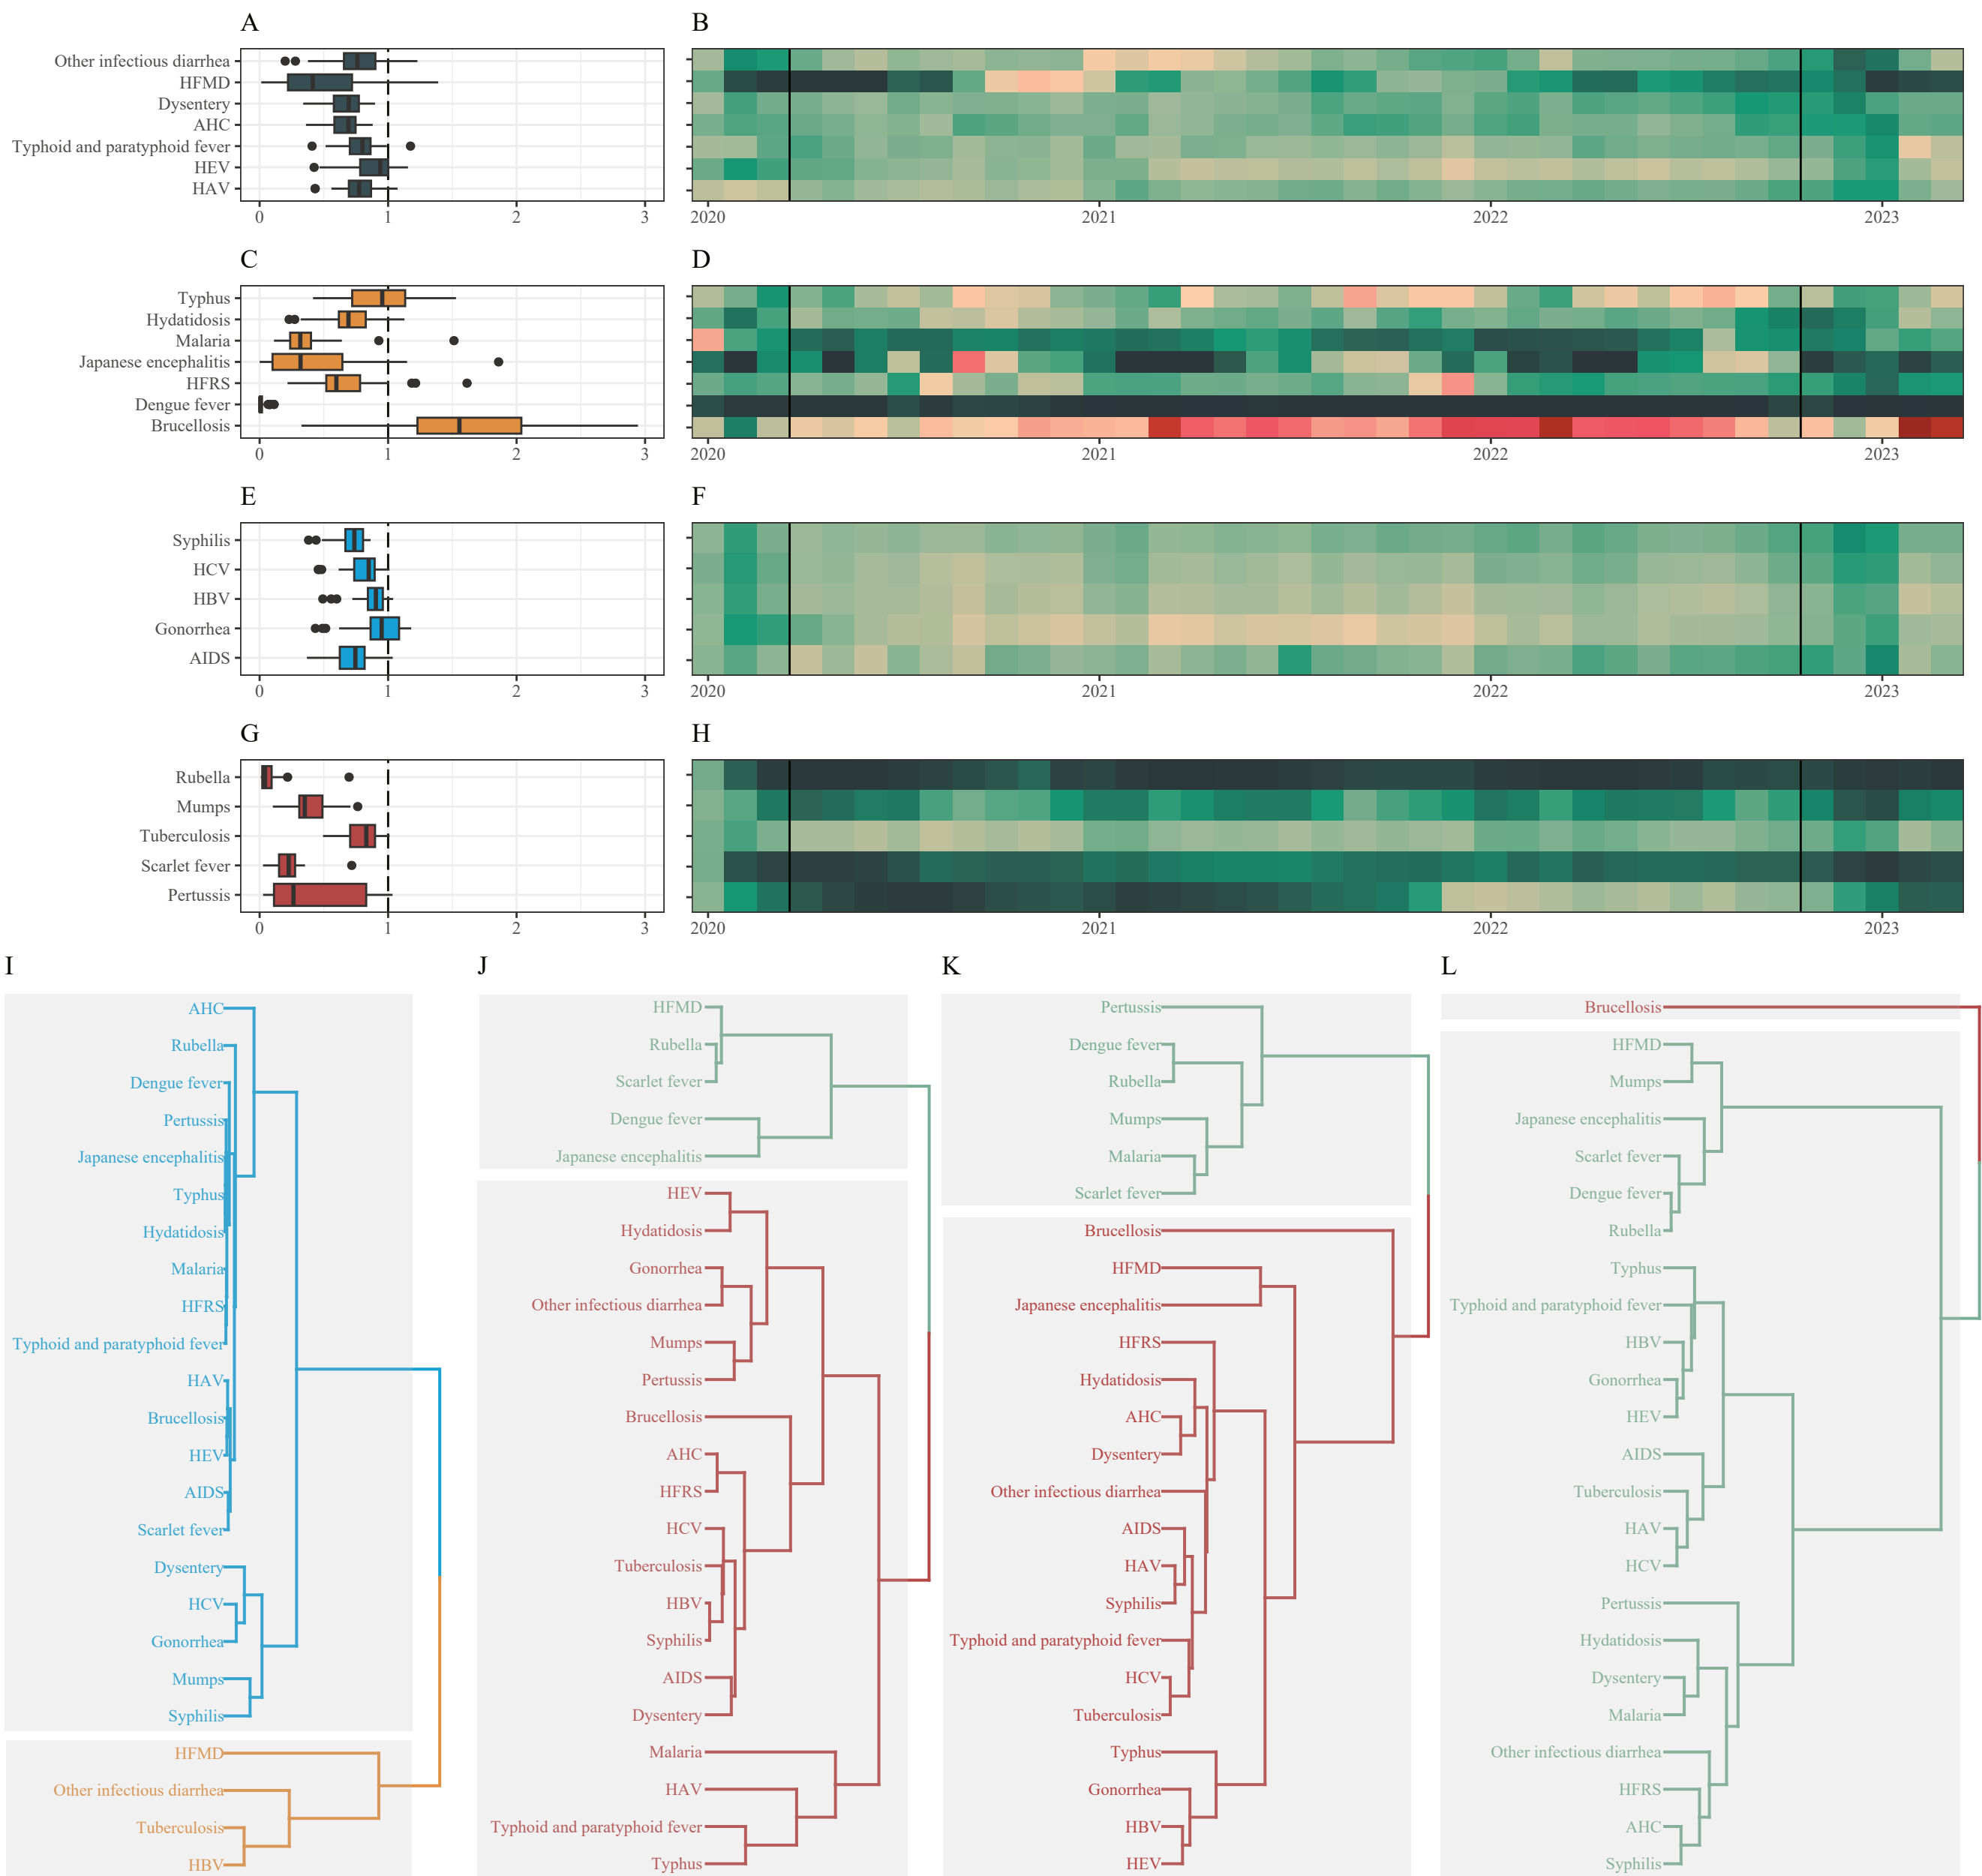 A
B
Other infectious diarrhea
HFMD
Dysentery
AHC
Typhoid and paratyphoid fever
HEV
HAV
0 1 2 3
2020 2021 2022 2023
C
D
Typhus
Hydatidosis
Malaria
Japanese encephalitis
HFRS
Dengue fever
Brucellosis
0 1 2 3
2020 2021 2022 2023
E
F
Syphilis
HCV
HBV
Gonorrhea
AIDS
0 1 2 3
2020 2021 2022 2023
G
H
Rubella
Mumps
Tuberculosis
Scarlet fever
Pertussis
0 1 2 3
2020 2021 2022 2023
I
AHC
Rubella
Dengue fever
Pertussis
Japanese encephalitis
Typhus
Hydatidosis
Malaria
HFRS
Typhoid and paratyphoid fever
HAV
Brucellosis
HEV
AIDS
Scarlet fever
Dysentery
HCV
Gonorrhea
Mumps
Syphilis
HFMD
Other infectious diarrhea
Tuberculosis
HBV
J
HFMD
Rubella
Scarlet fever
Dengue fever
Japanese encephalitis
HEV
Hydatidosis
Gonorrhea
Other infectious diarrhea
Mumps
Pertussis
Brucellosis
AHC
HFRS
HCV
Tuberculosis
HBV
Syphilis
AIDS
Dysentery
Malaria
HAV
Typhoid and paratyphoid fever
Typhus
K
Pertussis
Dengue fever
Rubella
Mumps
Malaria
Scarlet fever
Brucellosis
HFMD
Japanese encephalitis
HFRS
Hydatidosis
AHC
Dysentery
Other infectious diarrhea
AIDS
HAV
Syphilis
Typhoid and paratyphoid fever
HCV
Tuberculosis
Typhus
Gonorrhea
HBV
HEV
L
Brucellosis
HFMD
Mumps
Japanese encephalitis
Scarlet fever
Dengue fever
Rubella
Typhus
Typhoid and paratyphoid fever
HBV
Gonorrhea
HEV
AIDS
Tuberculosis
HAV
HCV
Pertussis
Hydatidosis
Dysentery
Malaria
Other infectious diarrhea
HFRS
AHC
Syphilis